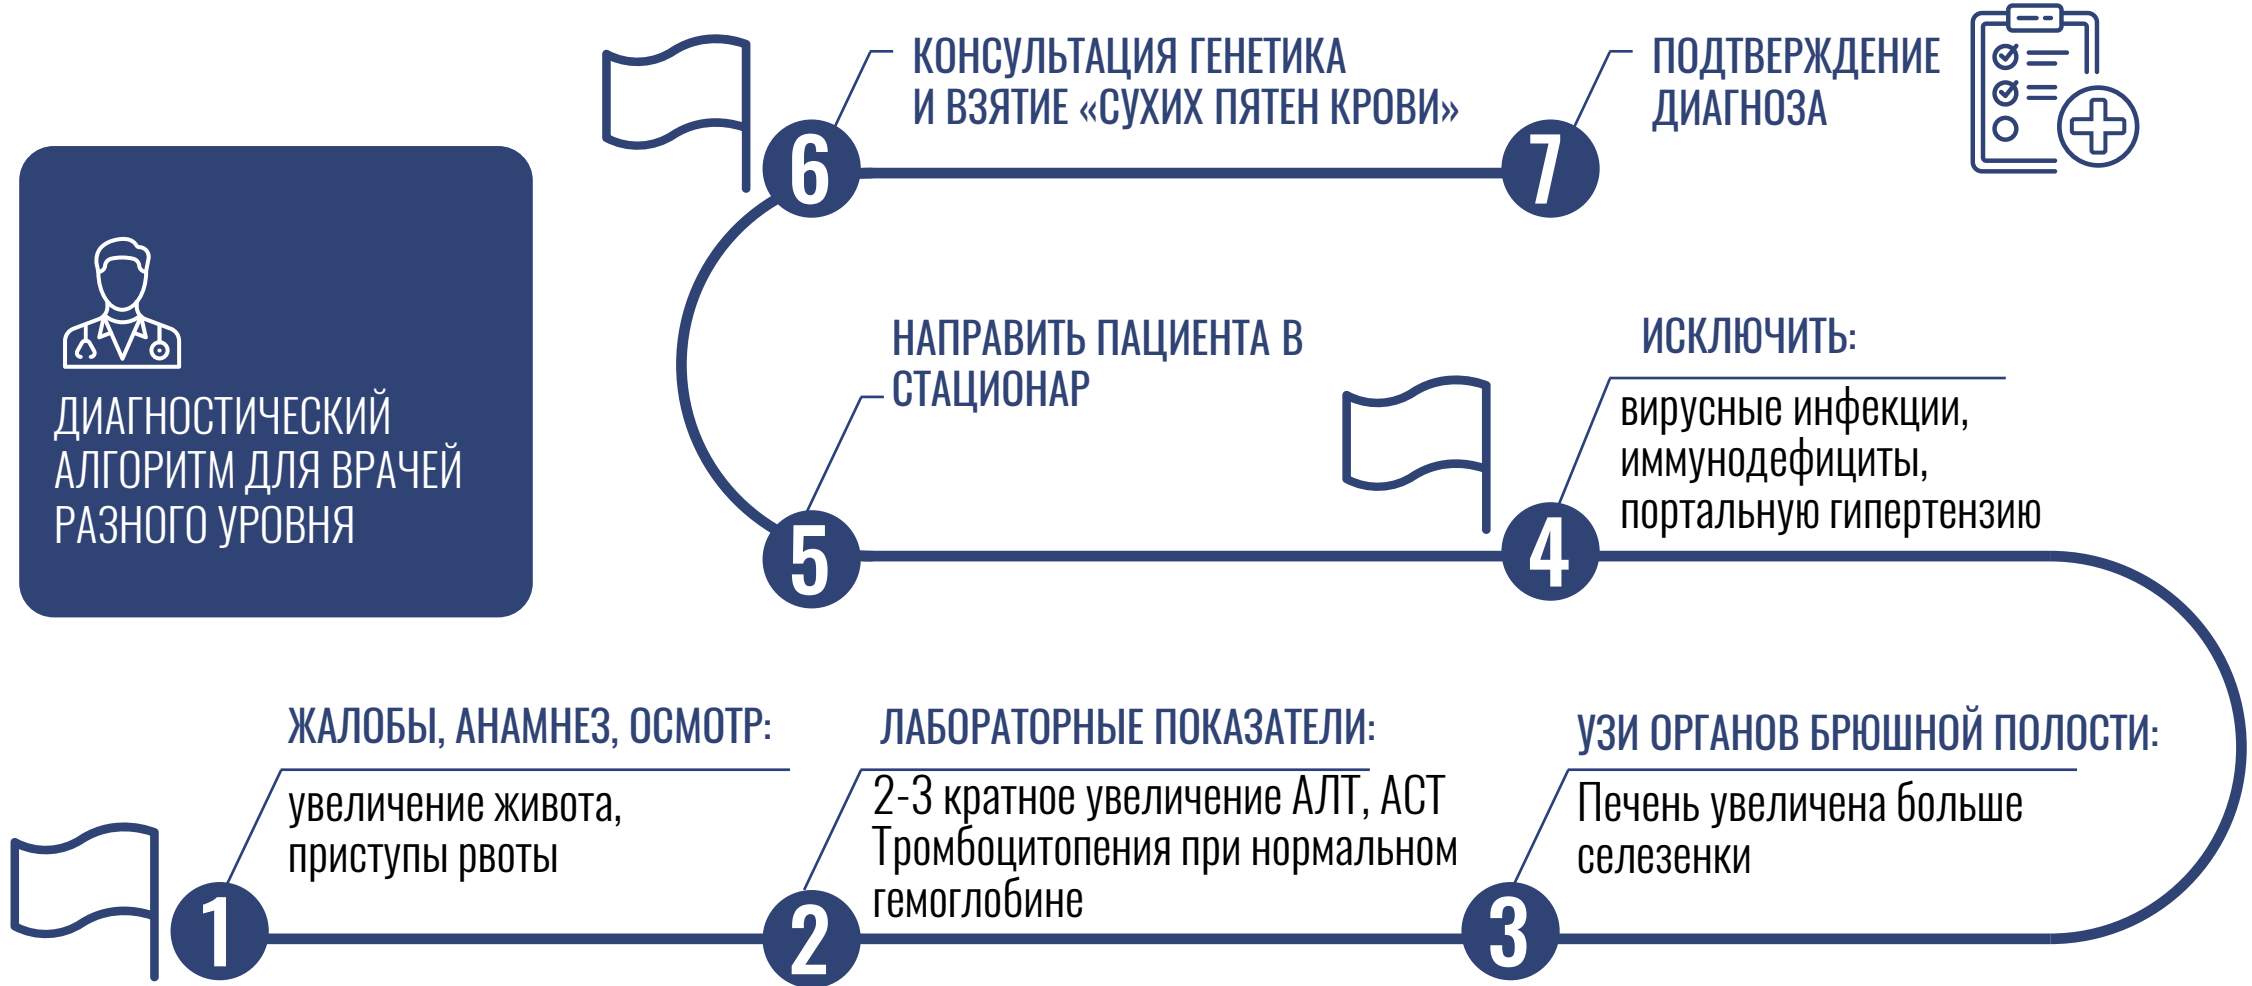 ДИАГНОСТИЧЕСКИЙ
АЛГОРИТМ ДЛЯ ВРАЧЕЙ
РАЗНОГО УРОВНЯ
1
ЖАЛОБЫ, АНАМНЕЗ, ОСМОТР:
увеличение живота,
приступы рвоты
2
ЛАБОРАТОРНЫЕ ПОКАЗАТЕЛИ:
2-3 кратное увеличение АЛТ, АСТ
Тромбоцитопения при нормальном
гемоглобине
3
УЗИ ОРГАНОВ БРЮШНОЙ ПОЛОСТИ:
Печень увеличена больше
селезенки
4
ИСКЛЮЧИТЬ:
вирусные инфекции,
иммунодефициты,
портальную гипертензию
5
НАПРАВИТЬ ПАЦИЕНТА В
СТАЦИОНАР
6
КОНСУЛЬТАЦИЯ ГЕНЕТИКА
И ВЗЯТИЕ «СУХИХ ПЯТЕН КРОВИ»
7
ПОДТВЕРЖДЕНИЕ
ДИАГНОЗА